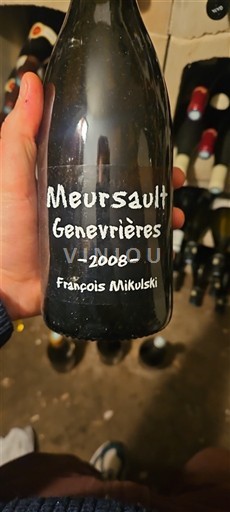 Meursault
Genevrières
VINIOU
-2008-
François Mikulski